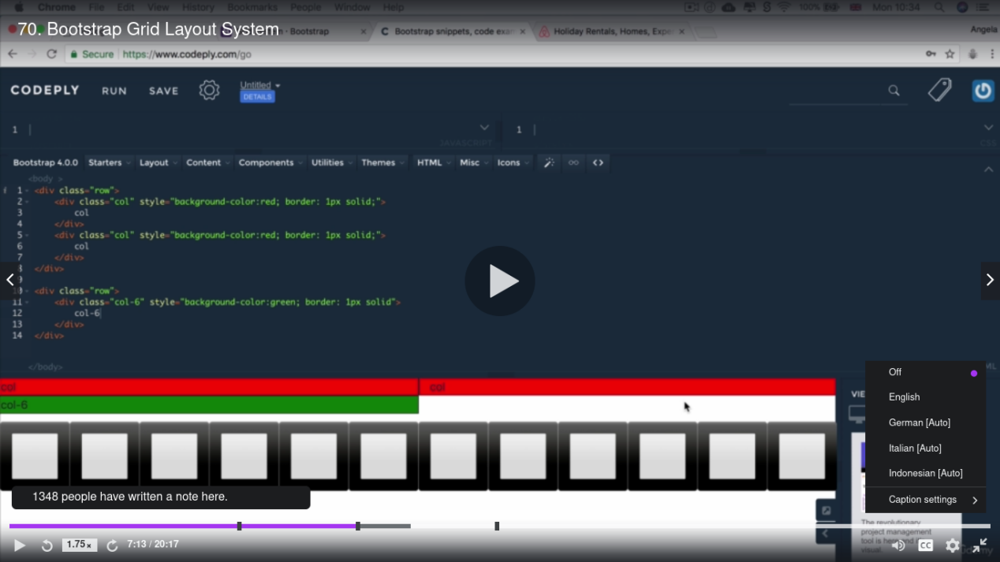 Chrome File Edit View History Bookmarks People Window Help 100% Mon 10:34
70. Bootstrap Grid Layout System
· Bootstrap
Bootstrap snippets, code exam
Holiday Rentals, Homes, Expe
Angela
Secure https://www.codeply.com/go
CODEPLY RUN SAVE Untitled
DETAILS
1 1
JAVASCRIPT CSS
Bootstrap 4.0.0 Starters Layout Content Components Utilities Themes HTML Misc Icons
<body >
1 <div class="row">
2 <div class="col" style="background-color:red; border: 1px solid;">
3 col
4 </div>
5 <div class="col" style="background-color:red; border: 1px solid;">
6 col
7 </div>
8 </div>
9
10 <div class="row">
11 <div class="col-6" style="background-color:green; border: 1px solid">
12 col-6
13 </div>
14 </div>
</body>
col col
col-6
Off
English
German [Auto]
Italian [Auto]
Indonesian [Auto]
Caption settings
1348 people have written a note here.
The revolutionary
project management
tool is here
visual.
1.75x 7:13 / 20:17 CC